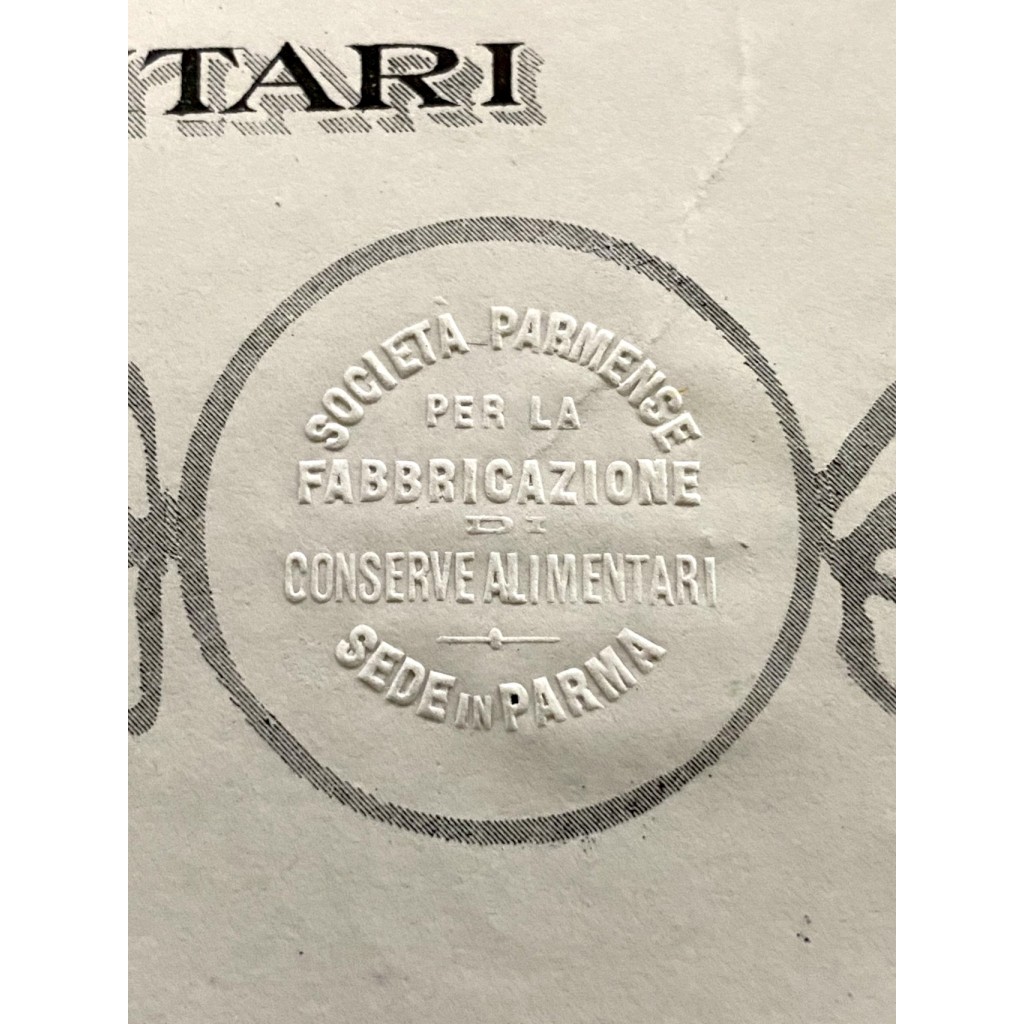 TARI
SOCIETÀ PARMENSE
PER LA
FABBRICAZIONE
DI
CONSERVE ALIMENTARI
SEDE IN PARMA